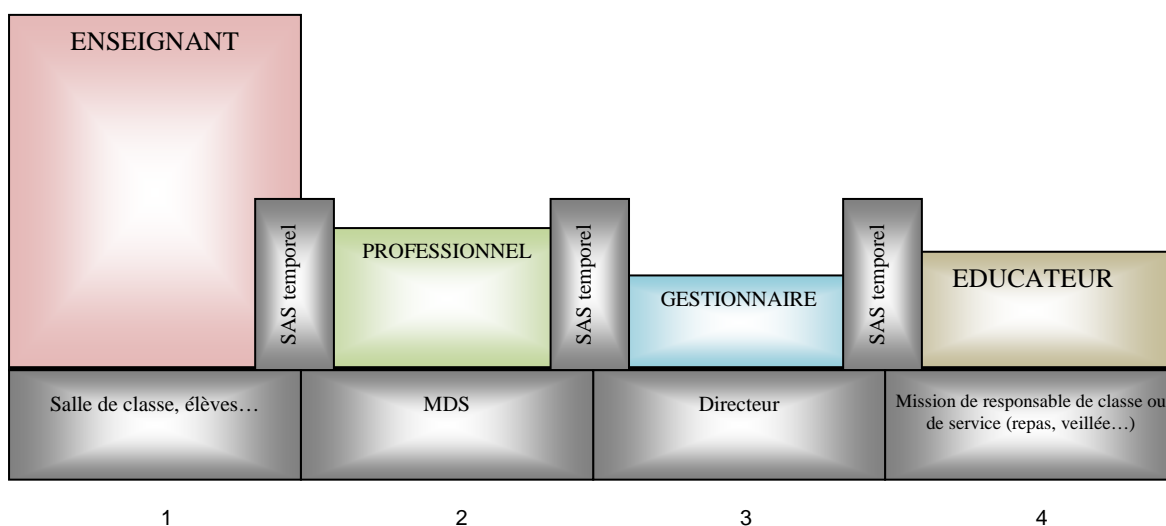 ENSEIGNANT
SAS temporel
PROFESSIONNEL
SAS temporel
GESTIONNAIRE
SAS temporel
EDUCATEUR
Salle de classe, élèves…
MDS
Directeur
Mission de responsable de classe ou
de service (repas, veillée…)
1
2
3
4